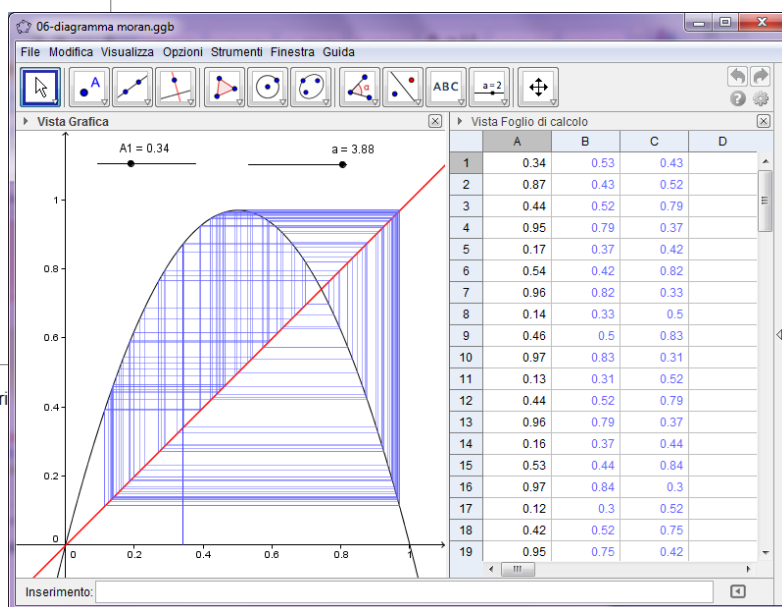 06-diagramma moran.ggb
File Modifica Visualizza Opzioni Strumenti Finestra Guida
A
α
ABC
a=2
Vista Grafica
Vista Foglio di calcolo
A1 = 0.34
a = 3.88
1
0.8
0.6
0.4
0.2
0
0 0.2 0.4 0.6 0.8 1
A B C D
1 0.34 0.53 0.43
2 0.87 0.43 0.52
3 0.44 0.52 0.79
4 0.95 0.79 0.37
5 0.17 0.37 0.42
6 0.54 0.42 0.82
7 0.96 0.82 0.33
8 0.14 0.33 0.5
9 0.46 0.5 0.83
10 0.97 0.83 0.31
11 0.13 0.31 0.52
12 0.44 0.52 0.79
13 0.96 0.79 0.37
14 0.16 0.37 0.44
15 0.53 0.44 0.84
16 0.97 0.84 0.3
17 0.12 0.3 0.52
18 0.42 0.52 0.75
19 0.95 0.75 0.42
ri
Inserimento: